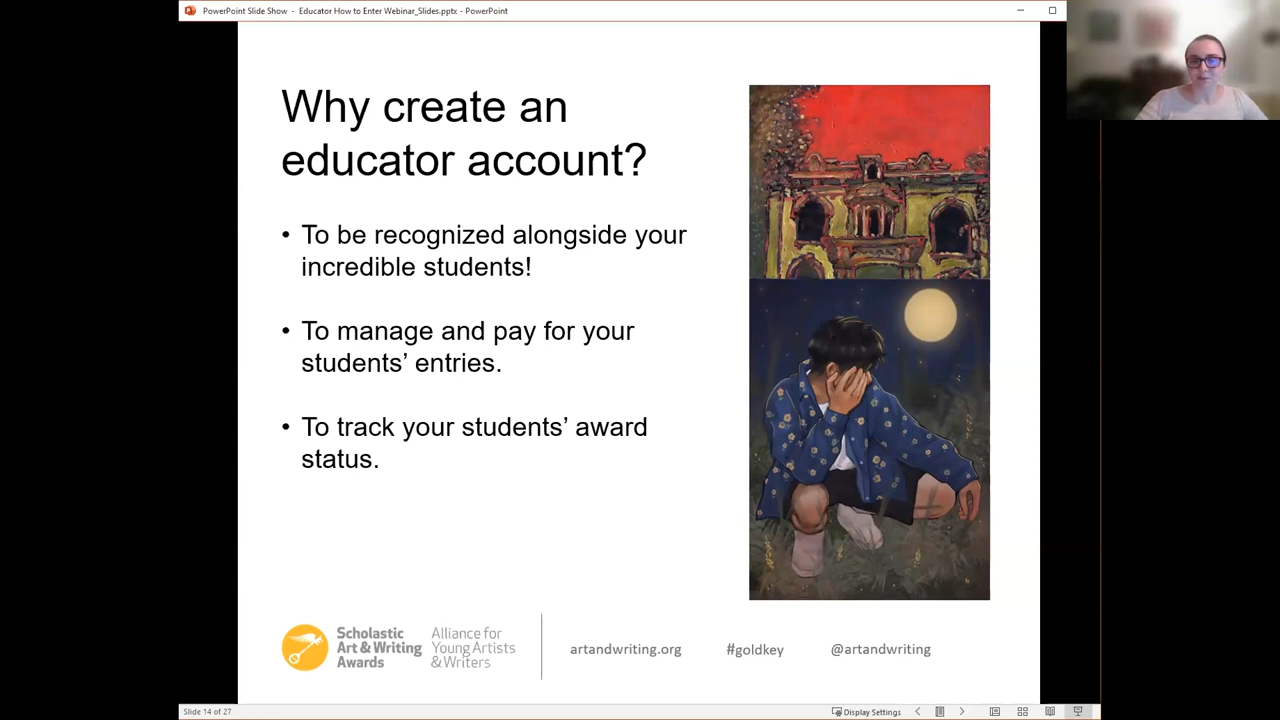 PowerPoint Slide Show - Educator How to Enter Webinar_Slides.pptx - PowerPoint
Why create an
educator account?
• To be recognized alongside your
incredible students!
• To manage and pay for your
students’ entries.
• To track your students’ award
status.
Scholastic
Art & Writing
Awards
Alliance for
Young Artists
& Writers
artandwriting.org
#goldkey
@artandwriting
Slide 14 of 27
Display Settings